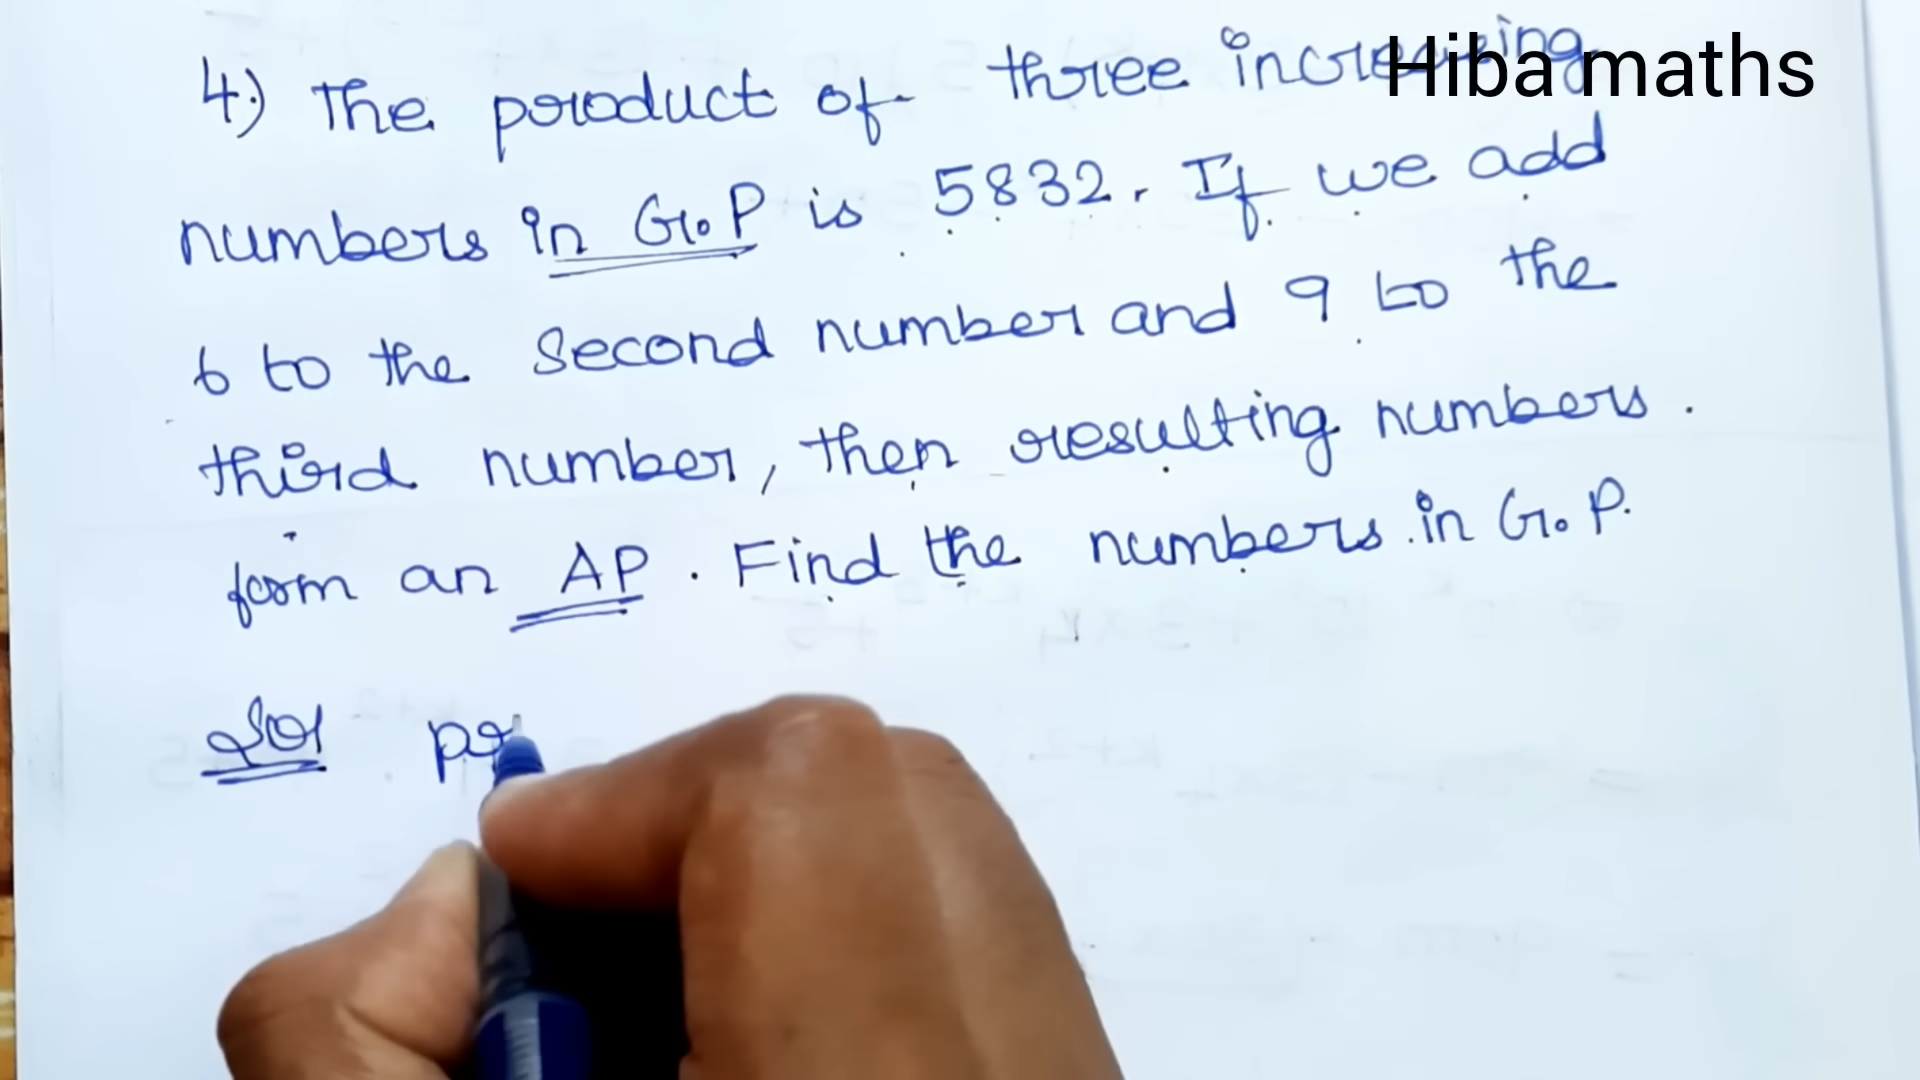 4.) The product of three increasing
Hiba maths
numbers in G.P is 5832. If we add
6 to the second number and 9 to the
third number, then resulting numbers
form an AP. Find the numbers in G.P.
Sol